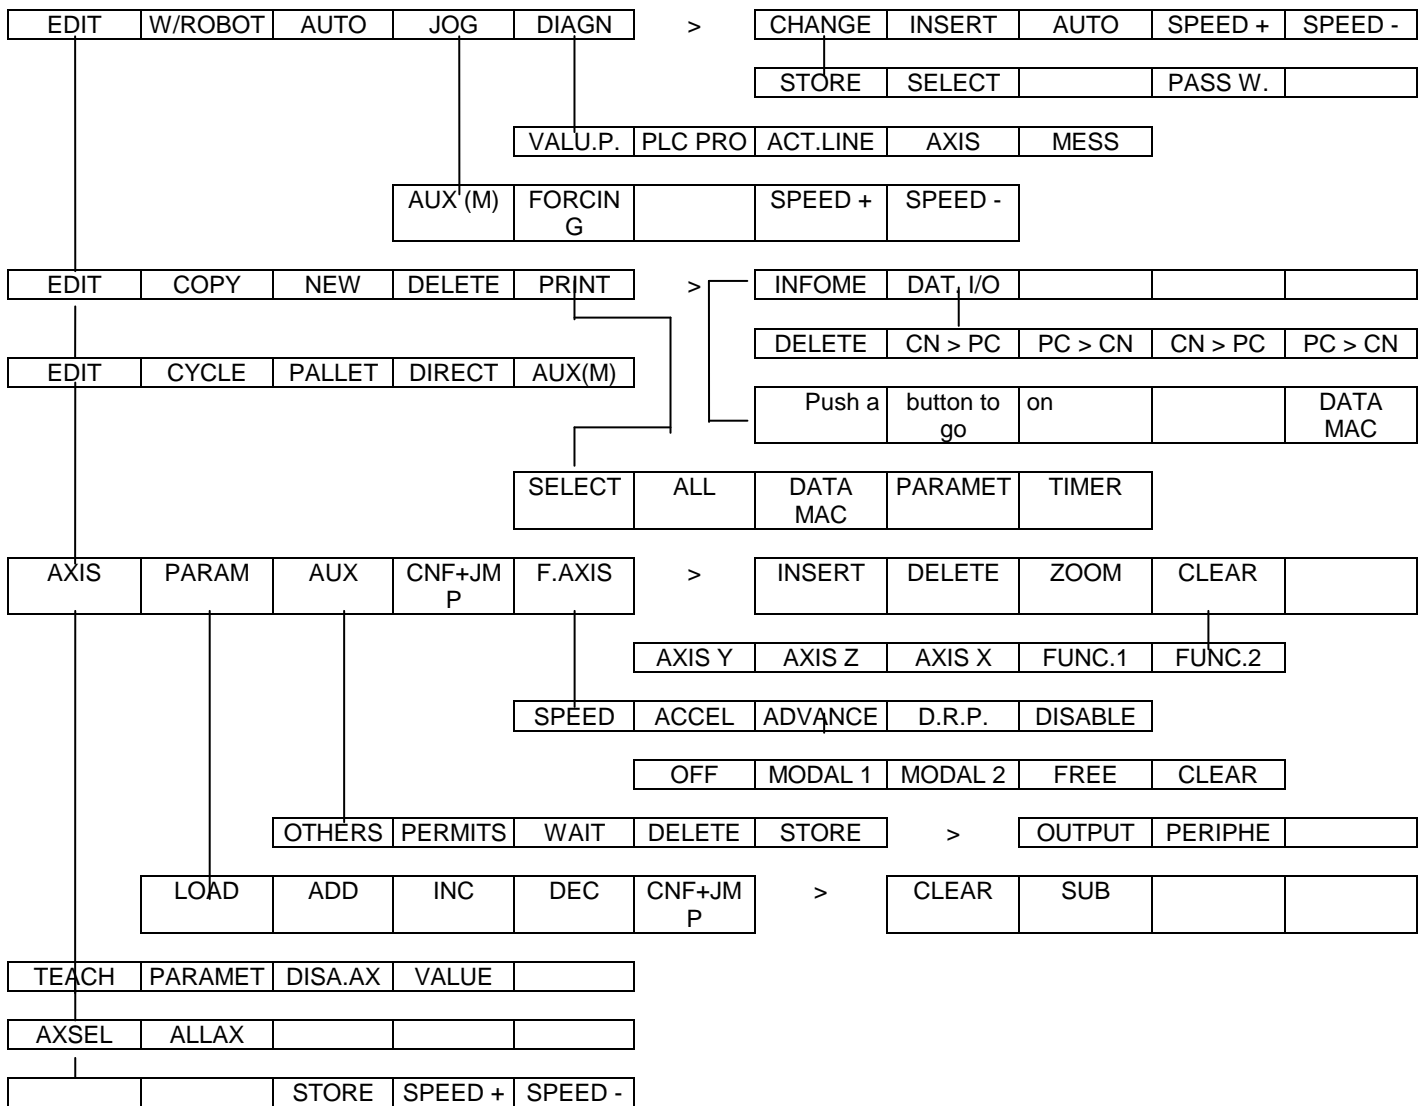 EDIT W/ROBOT AUTO JOG DIAGN > CHANGE INSERT AUTO SPEED + SPEED -
STORE SELECT PASS W.
VALU.P. PLC PRO ACT.LINE AXIS MESS
AUX (M) FORCIN SPEED + SPEED -
G
EDIT COPY NEW DELETE PRINT > INFOME DAT. I/O
DELETE CN > PC PC > CN CN > PC PC > CN
EDIT CYCLE PALLET DIRECT AUX(M)
Push a button to on DATA
go MAC
SELECT ALL DATA PARAMET TIMER
MAC
AXIS PARAM AUX CNF+JM F.AXIS > INSERT DELETE ZOOM CLEAR
P
AXIS Y AXIS Z AXIS X FUNC.1 FUNC.2
SPEED ACCEL ADVANCE D.R.P. DISABLE
OFF MODAL 1 MODAL 2 FREE CLEAR
OTHERS PERMITS WAIT DELETE STORE > OUTPUT PERIPHE
LOAD ADD INC DEC CNF+JM > CLEAR SUB
P
TEACH PARAMET DISA.AX VALUE
AXSEL ALLAX
STORE SPEED + SPEED -